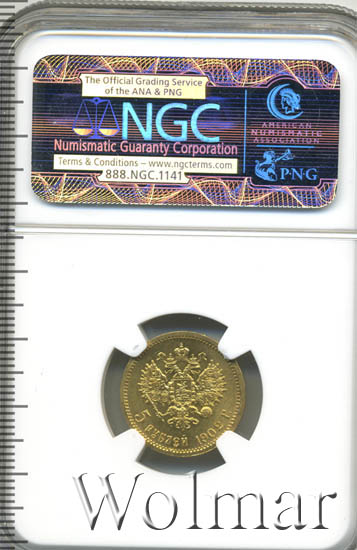 The Official Grading Service
of the ANA & PNG
NGC
Numismatic Guaranty Corporation
Terms & Conditions ~ www.ngcterms.com
888.NGC.1141
AMERICAN
NUMISMATIC
ASSOCIATION
P·N·G
5 РУБЛЕЙ 1902 Г.
Wolmar